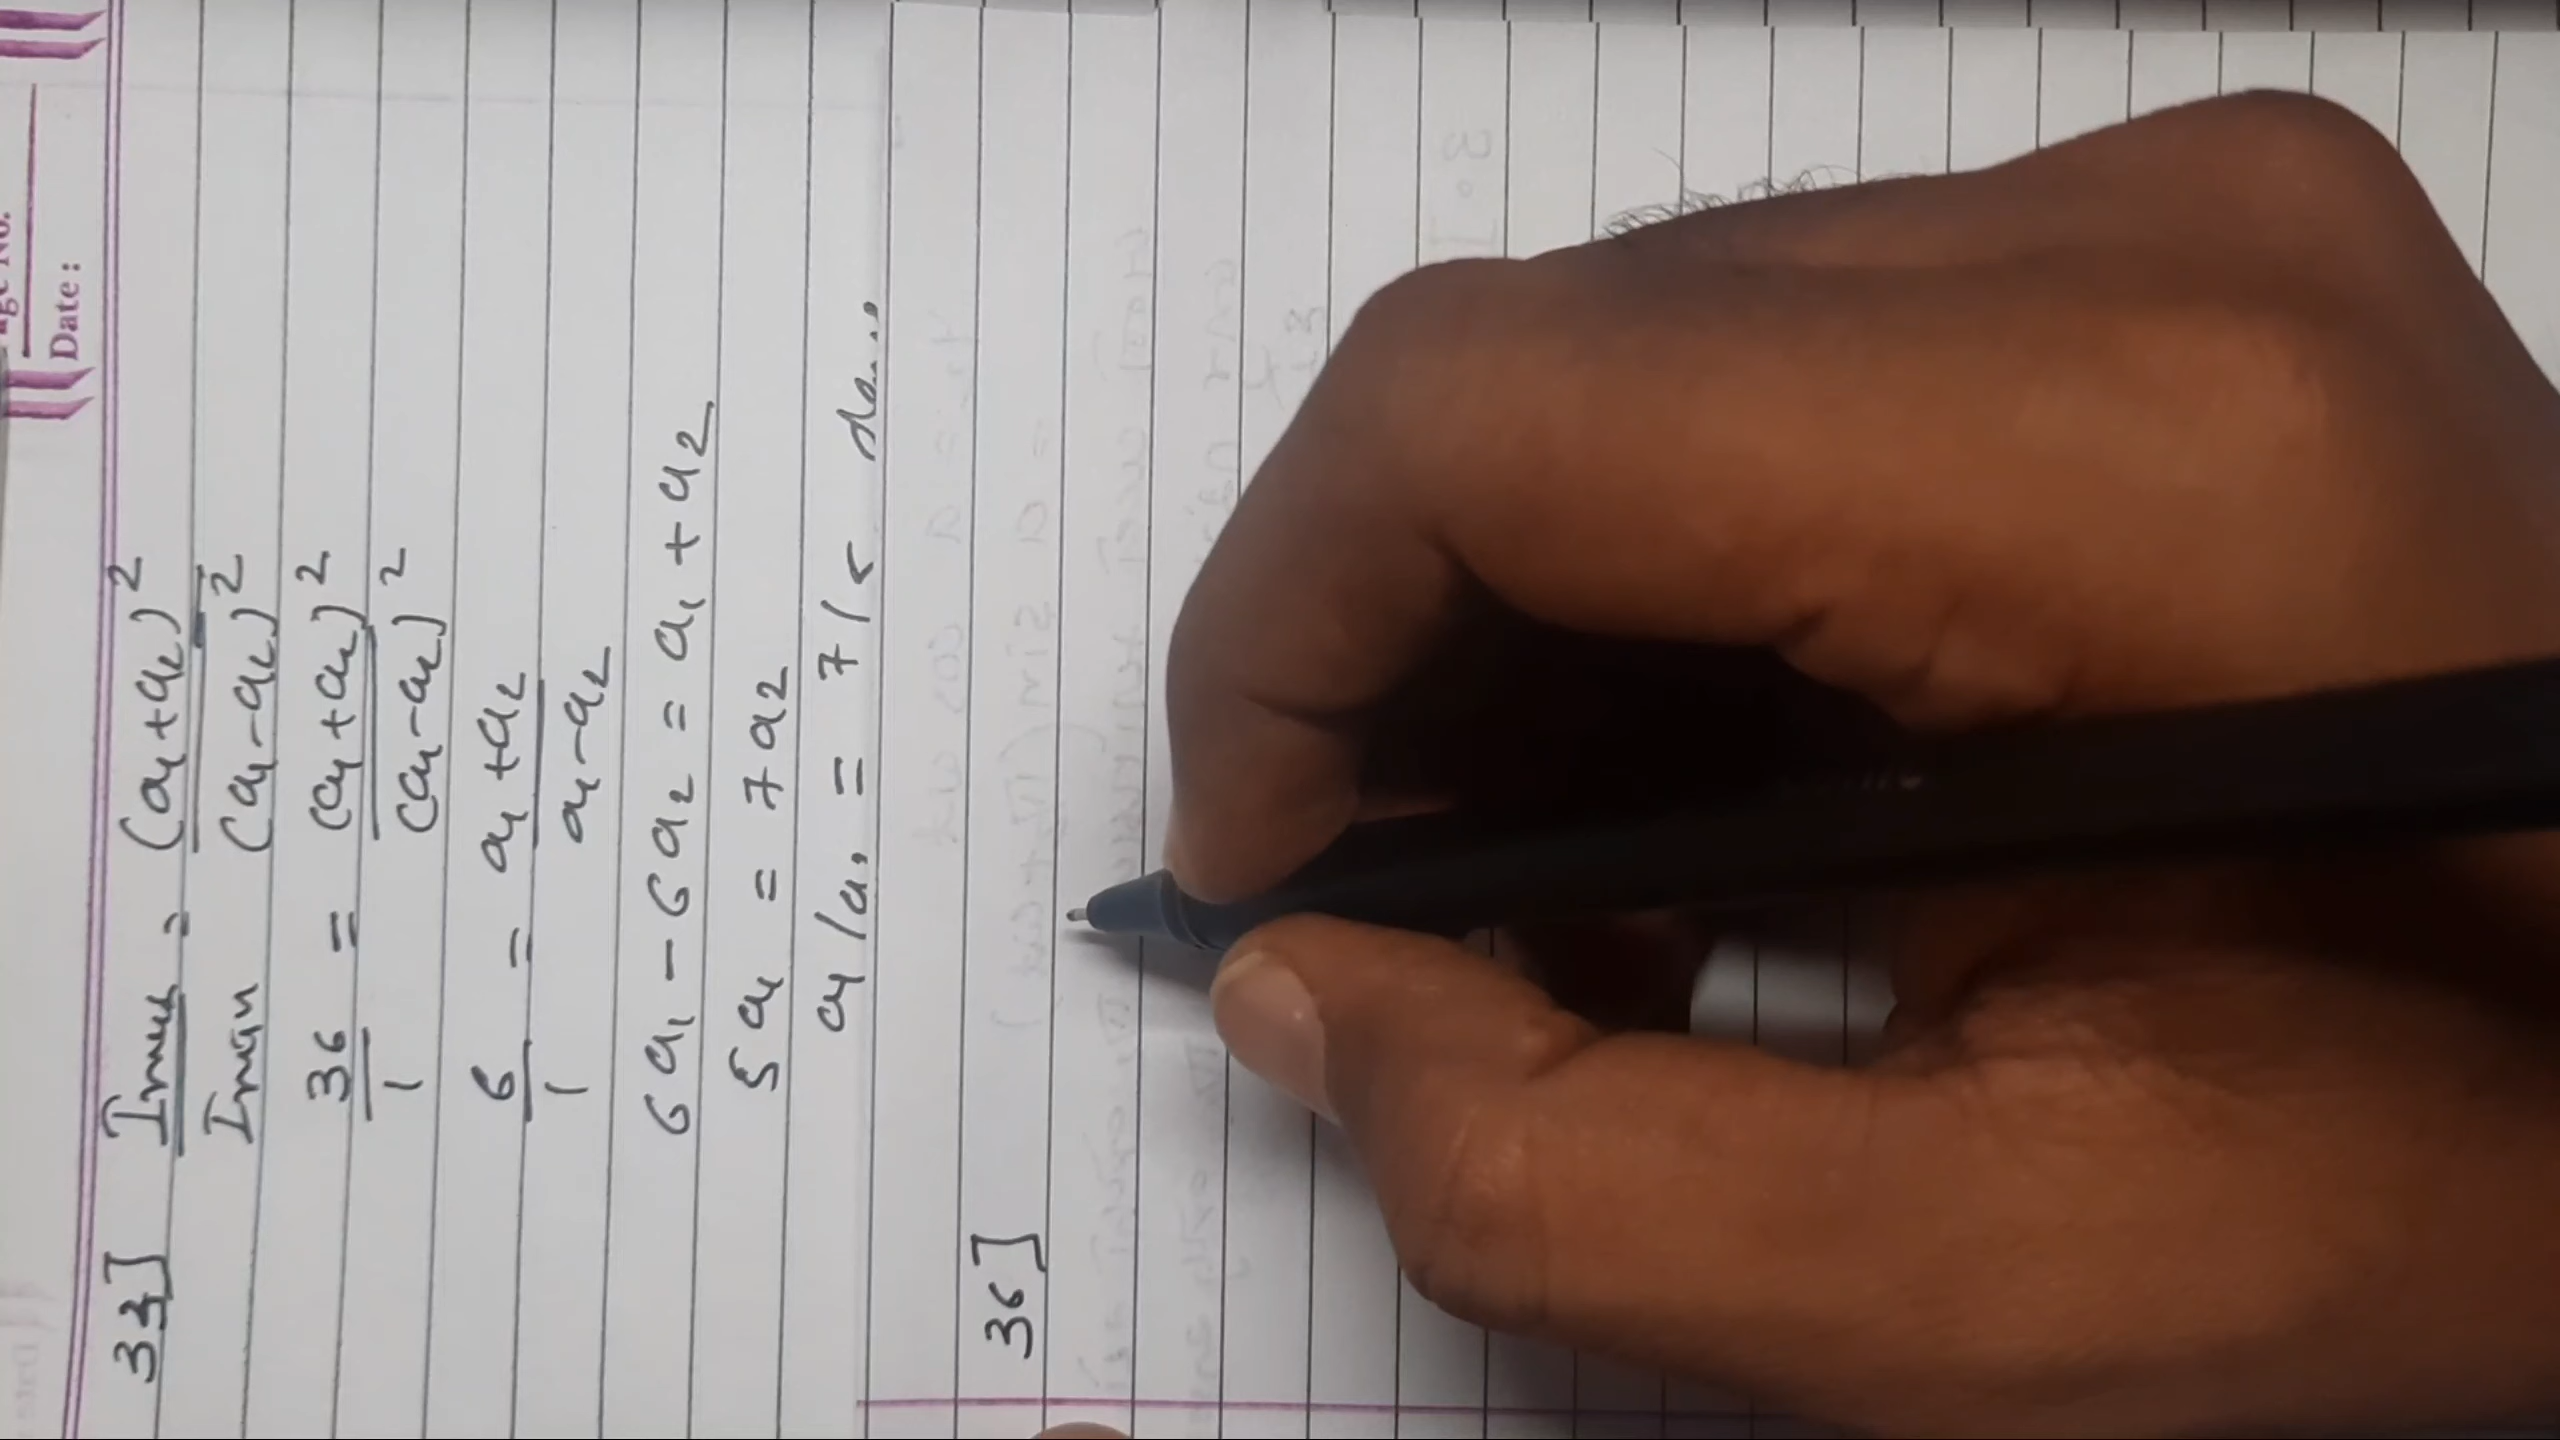 Date:
33] Imax = (a1+a2)²
Imin (a1-a2)²
36 = (a1+a2)²
1 (a1-a2)²
6 = a1+a2
1 a1-a2
6a1-6a2 = a1+a2
5a1 = 7a2
a1/a2 = 7/5
36]